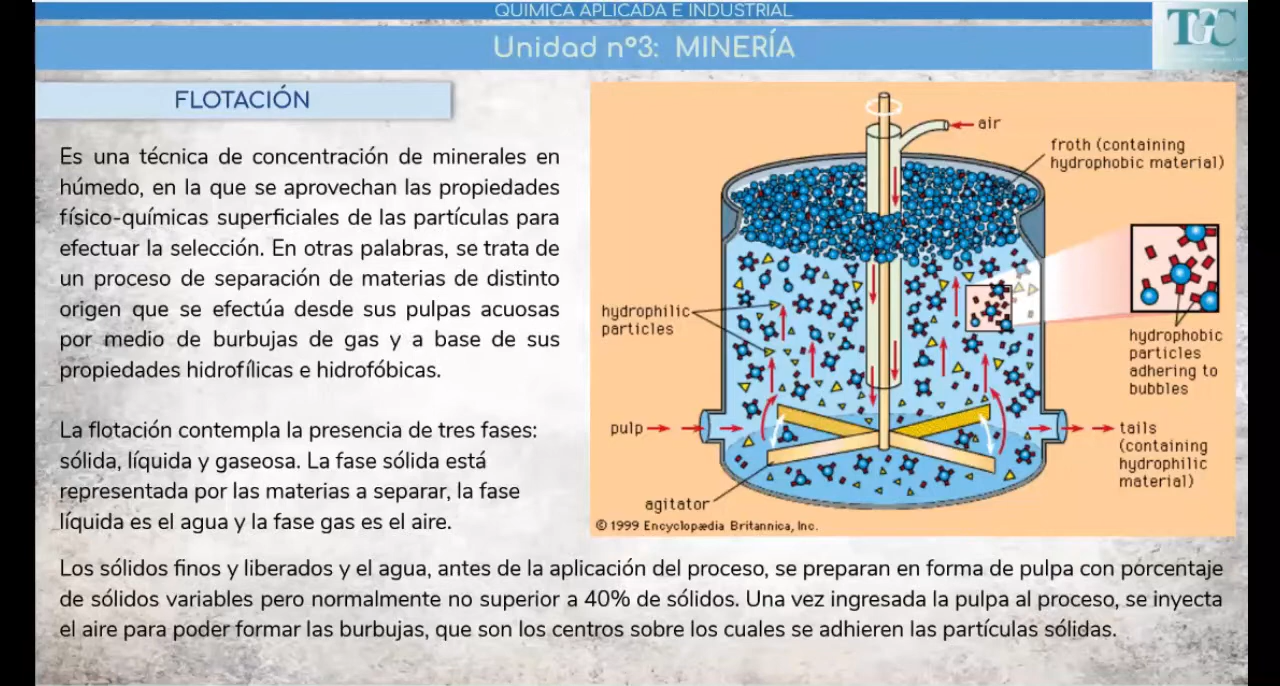 QUIMICA APLICADA E INDUSTRIAL
Unidad nº3: MINERÍA
TGC
FLOTACIÓN
Es una técnica de concentración de minerales en
húmedo, en la que se aprovechan las propiedades
físico-químicas superficiales de las partículas para
efectuar la selección. En otras palabras, se trata de
un proceso de separación de materias de distinto
origen que se efectúa desde sus pulpas acuosas
por medio de burbujas de gas y a base de sus
propiedades hidrofílicas e hidrofóbicas.
La flotación contempla la presencia de tres fases:
sólida, líquida y gaseosa. La fase sólida está
representada por las materias a separar, la fase
líquida es el agua y la fase gas es el aire.
air
froth (containing
hydrophobic material)
hydrophilic
particles
hydrophobic
particles
adhering to
bubbles
pulp
tails
(containing
hydrophilic
material)
agitator
© 1999 Encyclopædia Britannica, Inc.
Los sólidos finos y liberados y el agua, antes de la aplicación del proceso, se preparan en forma de pulpa con porcentaje
de sólidos variables pero normalmente no superior a 40% de sólidos. Una vez ingresada la pulpa al proceso, se inyecta
el aire para poder formar las burbujas, que son los centros sobre los cuales se adhieren las partículas sólidas.